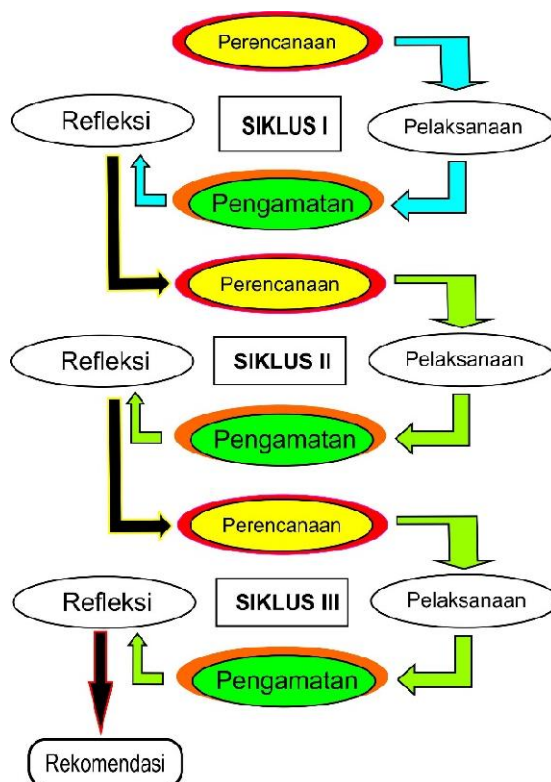 Perencanaan
Refleksi
SIKLUS I
Pelaksanaan
Pengamatan
Perencanaan
Refleksi
SIKLUS II
Pelaksanaan
Pengamatan
Perencanaan
Refleksi
SIKLUS III
Pelaksanaan
Pengamatan
Rekomendasi